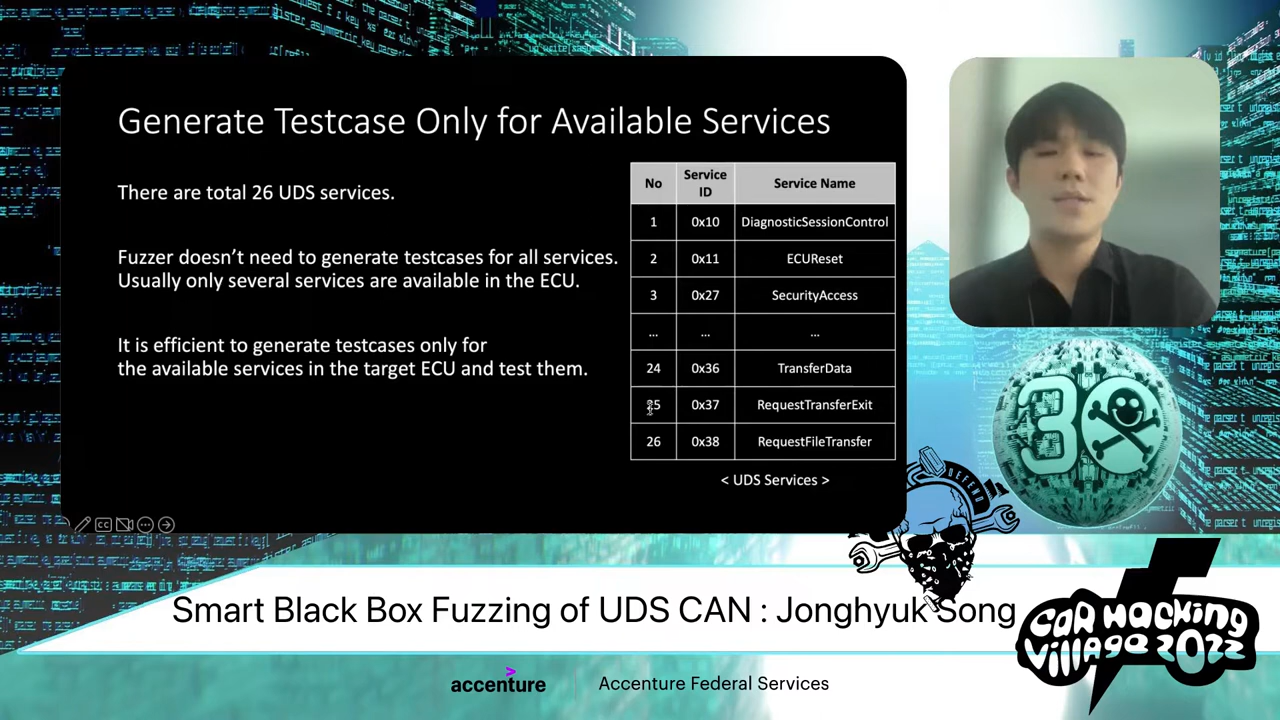 Generate Testcase Only for Available Services
There are total 26 UDS services.
Fuzzer doesn't need to generate testcases for all services.
Usually only several services are available in the ECU.
It is efficient to generate testcases only for
the available services in the target ECU and test them.
No Service ID Service Name
1 0x10 DiagnosticSessionControl
2 0x11 ECUReset
3 0x27 SecurityAccess
... ... ...
24 0x36 TransferData
25 0x37 RequestTransferExit
26 0x38 RequestFileTransfer
< UDS Services >
CC
30
DEFEND
Smart Black Box Fuzzing of UDS CAN : Jonghyuk Song
CAR HACKING
VILLAGE 2022
accenture
Accenture Federal Services